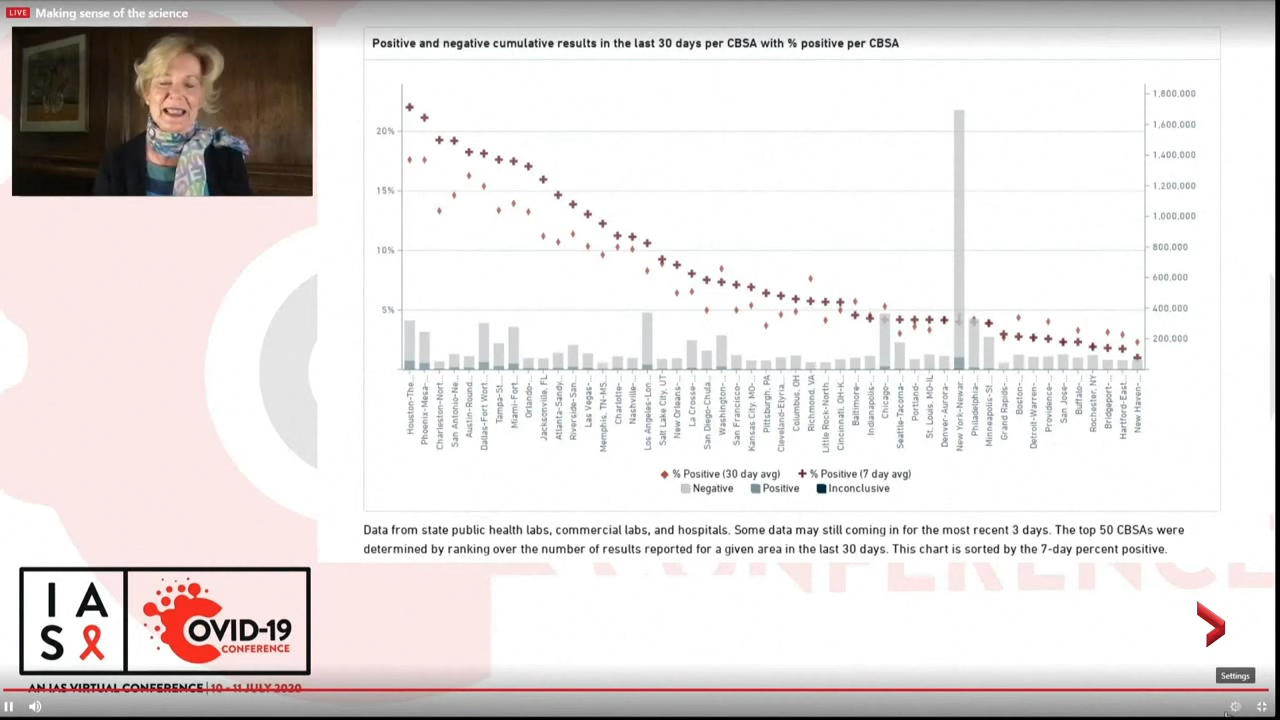 LIVE Making sense of the science
Positive and negative cumulative results in the last 30 days per CBSA with % positive per CBSA
20%
15%
10%
5%
1,800,000
1,600,000
1,400,000
1,200,000
1,000,000
800,000
600,000
400,000
200,000
Houston-The...
Phoenix-Mesa-...
Charleston-Nort...
San Antonio-Ne...
Austin-Round...
Dallas-Fort Wort...
Tampa-St...
Miami-Fort...
Orlando-...
Jacksonville, FL
Atlanta-Sandy...
Riverside-San...
Las Vegas-...
Memphis, TN-MS...
Charlotte-...
Nashville-...
Los Angeles-Lon...
Salt Lake City, UT
New Orleans-...
La Crosse-...
San Diego-Chula...
Washington-...
San Francisco-...
Kansas City, MO-...
Pittsburgh, PA
Cleveland-Elyria...
Columbus, OH
Richmond, VA
Little Rock-North...
Cincinnati, OH-K...
Baltimore-...
Indianapolis-...
Chicago-...
Seattle-Tacoma-...
Portland-...
St. Louis, MO-IL
Denver-Aurora-...
New York-Newar...
Philadelphia-...
Minneapolis-St...
Grand Rapids-...
Boston-...
Detroit-Warren-...
Providence-...
San Jose-...
Buffalo-...
Rochester, NY
Bridgeport-...
Hartford-East...
New Haven-...
% Positive (30 day avg) % Positive (7 day avg)
Negative Positive Inconclusive
Data from state public health labs, commercial labs, and hospitals. Some data may still coming in for the most recent 3 days. The top 50 CBSAs were
determined by ranking over the number of results reported for a given area in the last 30 days. This chart is sorted by the 7-day percent positive.
CONFERENCE
IAS
COVID-19
CONFERENCE
AN IAS VIRTUAL CONFERENCE | 10 - 11 JULY 2020
Settings